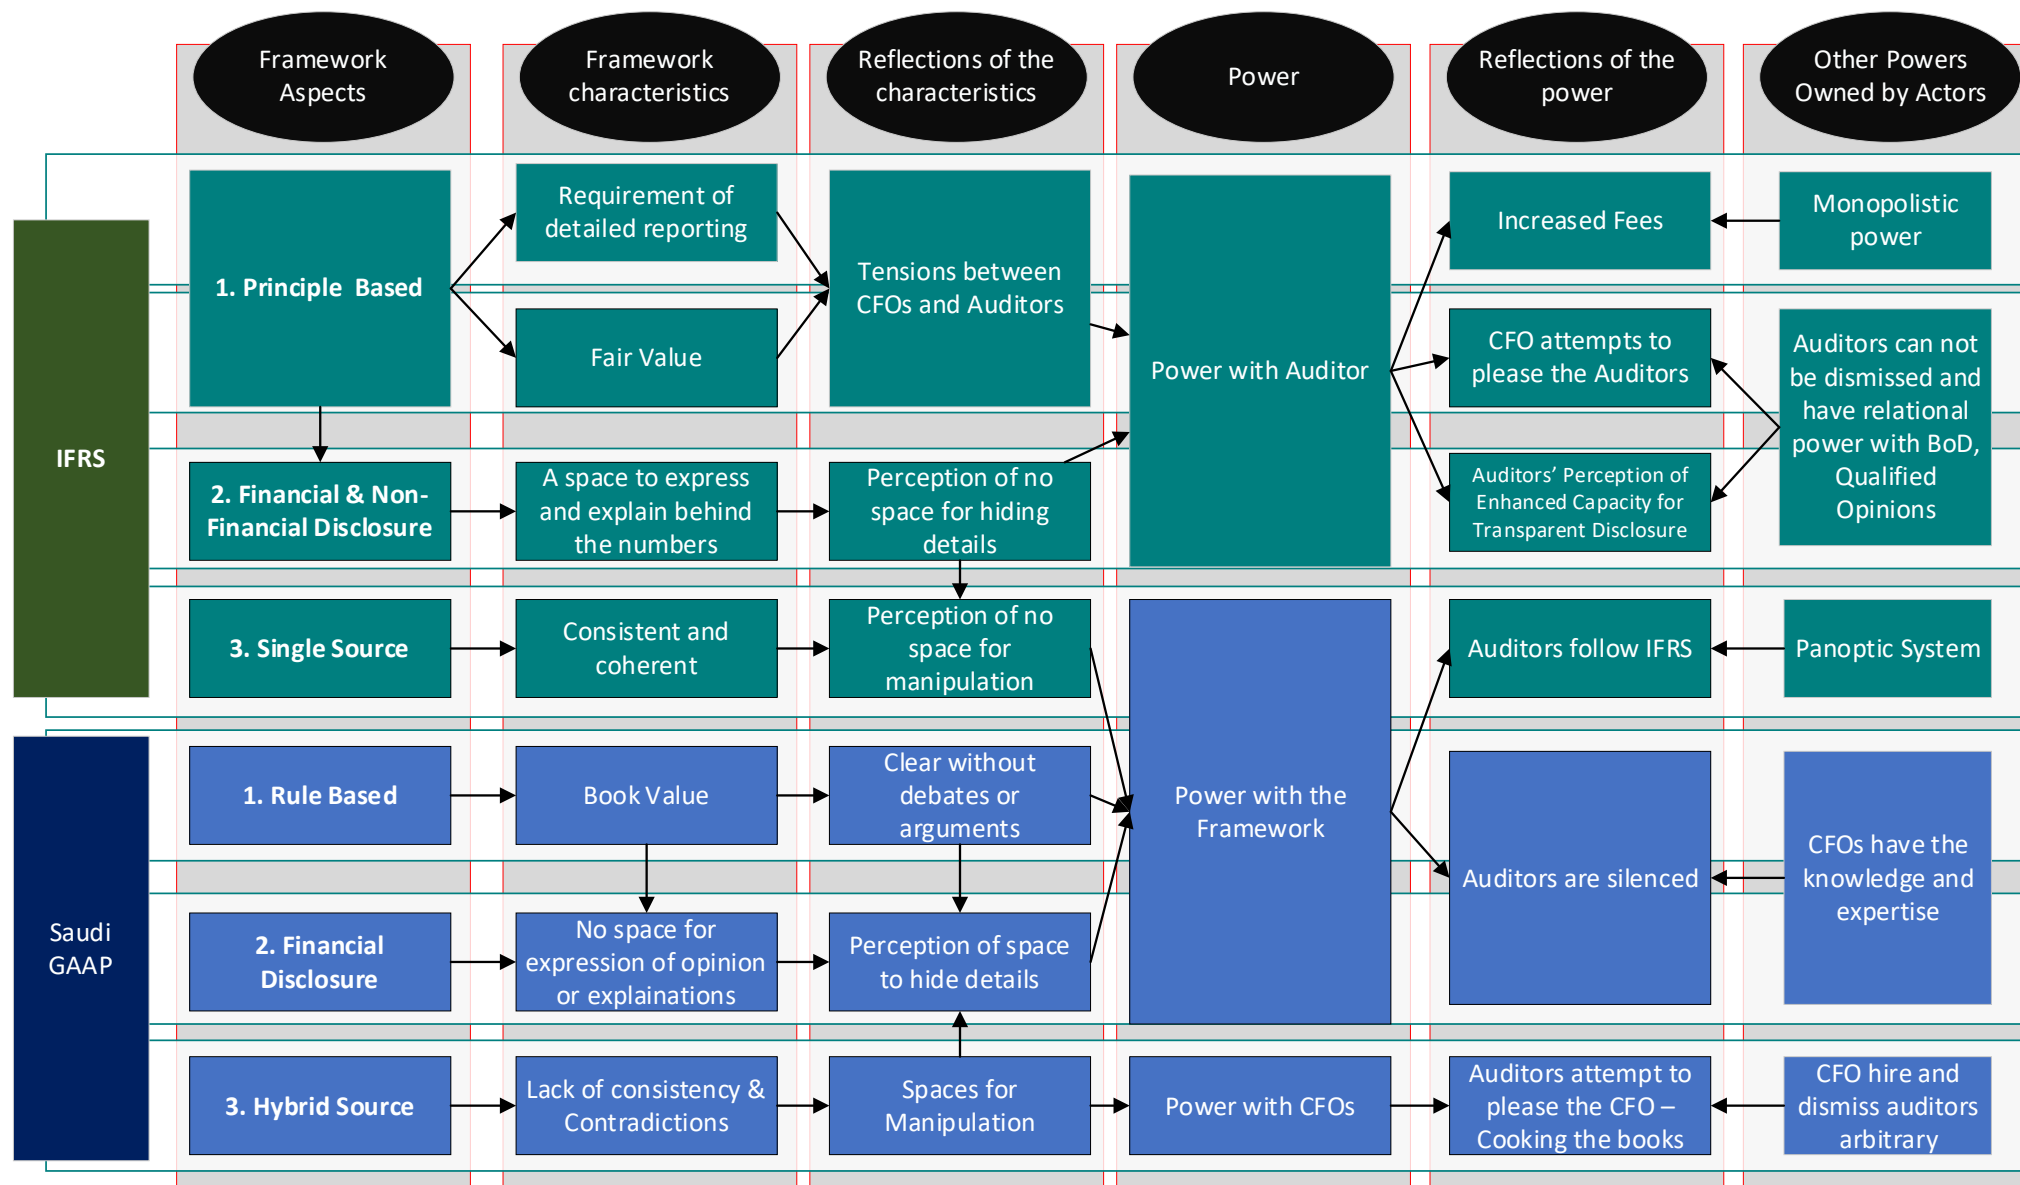 Framework
Aspects
Framework
characteristics
Reflections of the
characteristics
Power
Reflections of the
power
Other Powers
Owned by Actors
IFRS
1. Principle  Based
Requirement of
detailed reporting
Fair Value
Tensions between
CFOs and Auditors
Power with Auditor
Increased Fees
Monopolistic
power
CFO attempts to
please the Auditors
Auditors can not
be dismissed and
have relational
power with BoD,
Qualified
Opinions
2. Financial & Non-
Financial Disclosure
A space to express
and explain behind
the numbers
Perception of no
space for hiding
details
Auditors’ Perception of
Enhanced Capacity for
Transparent Disclosure
3. Single Source
Consistent and
coherent
Perception of no
space for
manipulation
Power with the
Framework
Auditors follow IFRS
Panoptic System
Saudi
GAAP
1. Rule Based
Book Value
Clear without
debates or
arguments
Auditors are silenced
CFOs have the
knowledge and
expertise
2. Financial
Disclosure
No space for
expression of opinion
or explainations
Perception of space
to hide details
3. Hybrid Source
Lack of consistency &
Contradictions
Spaces for
Manipulation
Power with CFOs
Auditors attempt to
please the CFO –
Cooking the books
CFO hire and
dismiss auditors
arbitrary